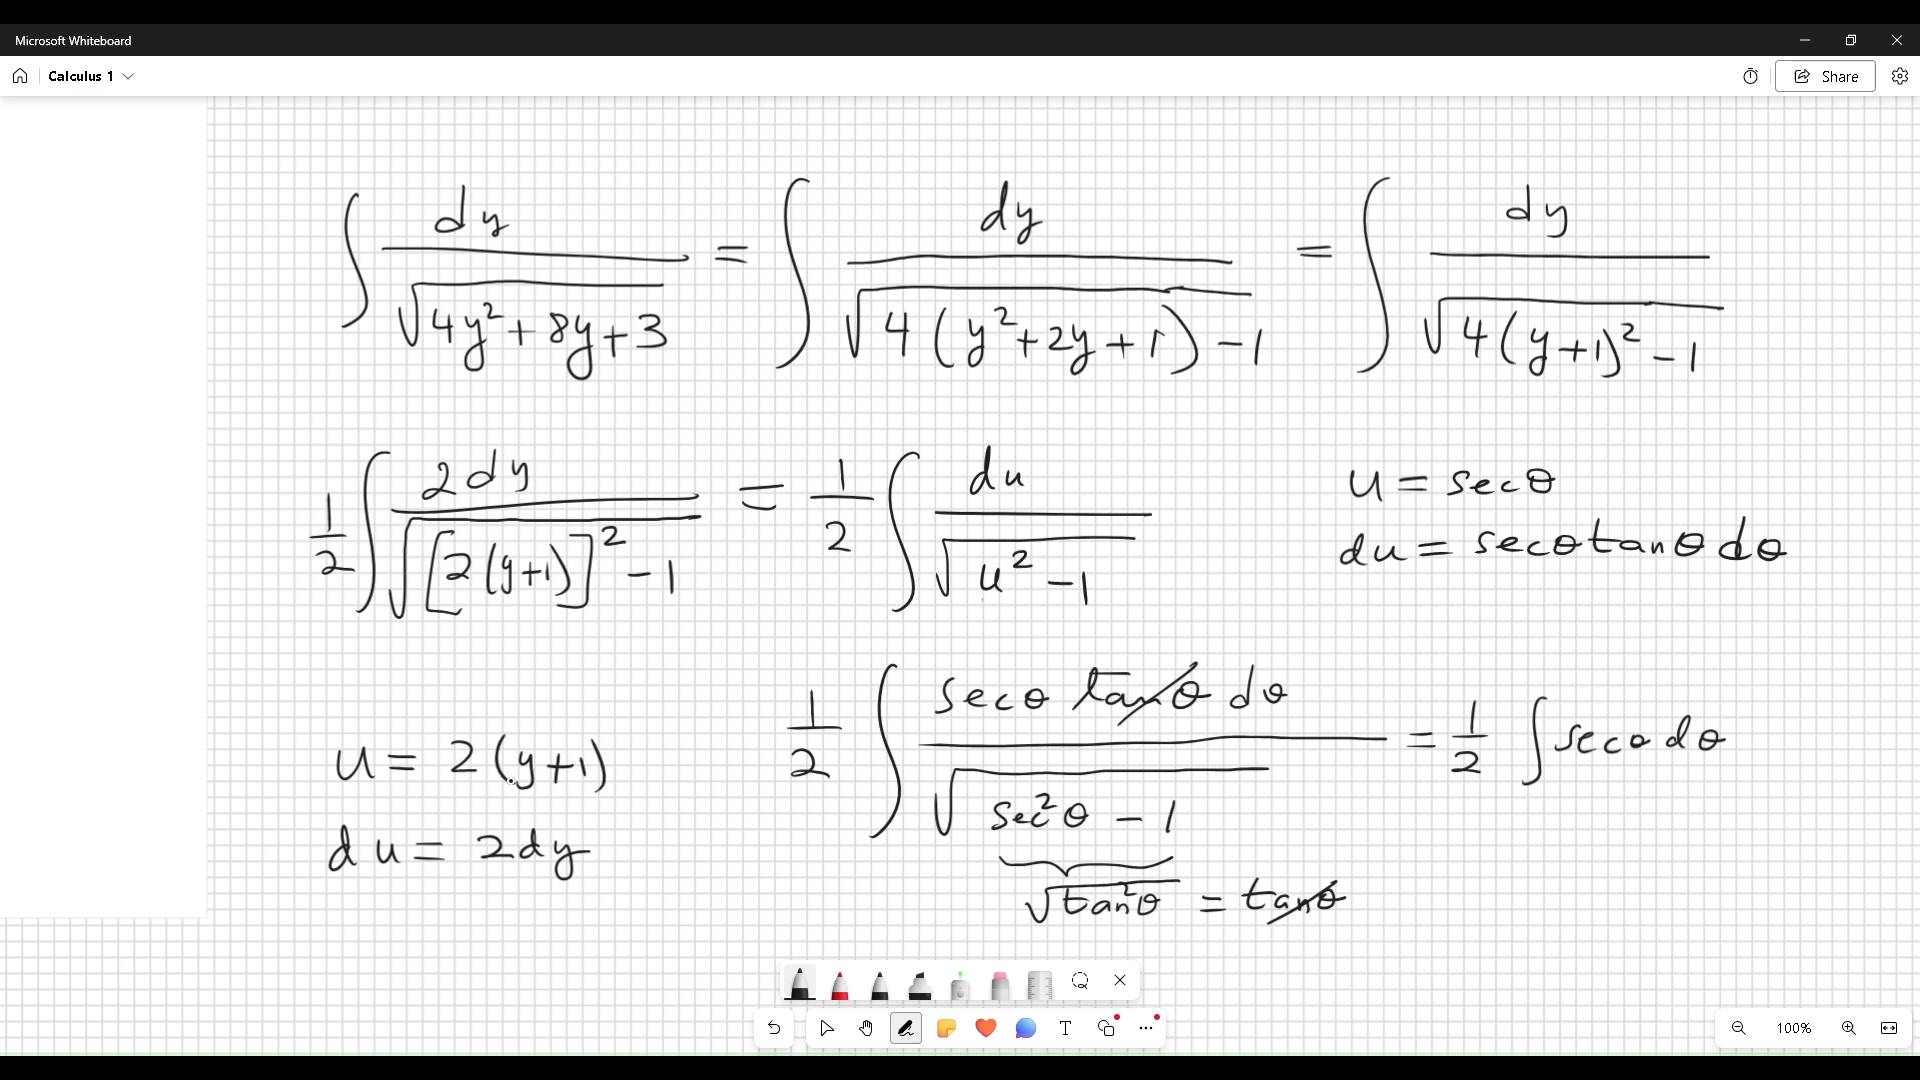 Microsoft Whiteboard
Calculus 1
Share
∫ dy / √(4y² + 8y + 3) = ∫ dy / √(4(y² + 2y + 1) − 1) = ∫ dy / √(4(y+1)² − 1)
1/2 ∫ 2dy / √([2(y+1)]² − 1) = 1/2 ∫ du / √(u² − 1)
u = secθ
du = secθ tanθ dθ
u = 2(y+1)
du = 2dy
1/2 ∫ secθ tanθ dθ / √(sec²θ − 1) = 1/2 ∫ secθ dθ
√(tan²θ) = tanθ
T
100%